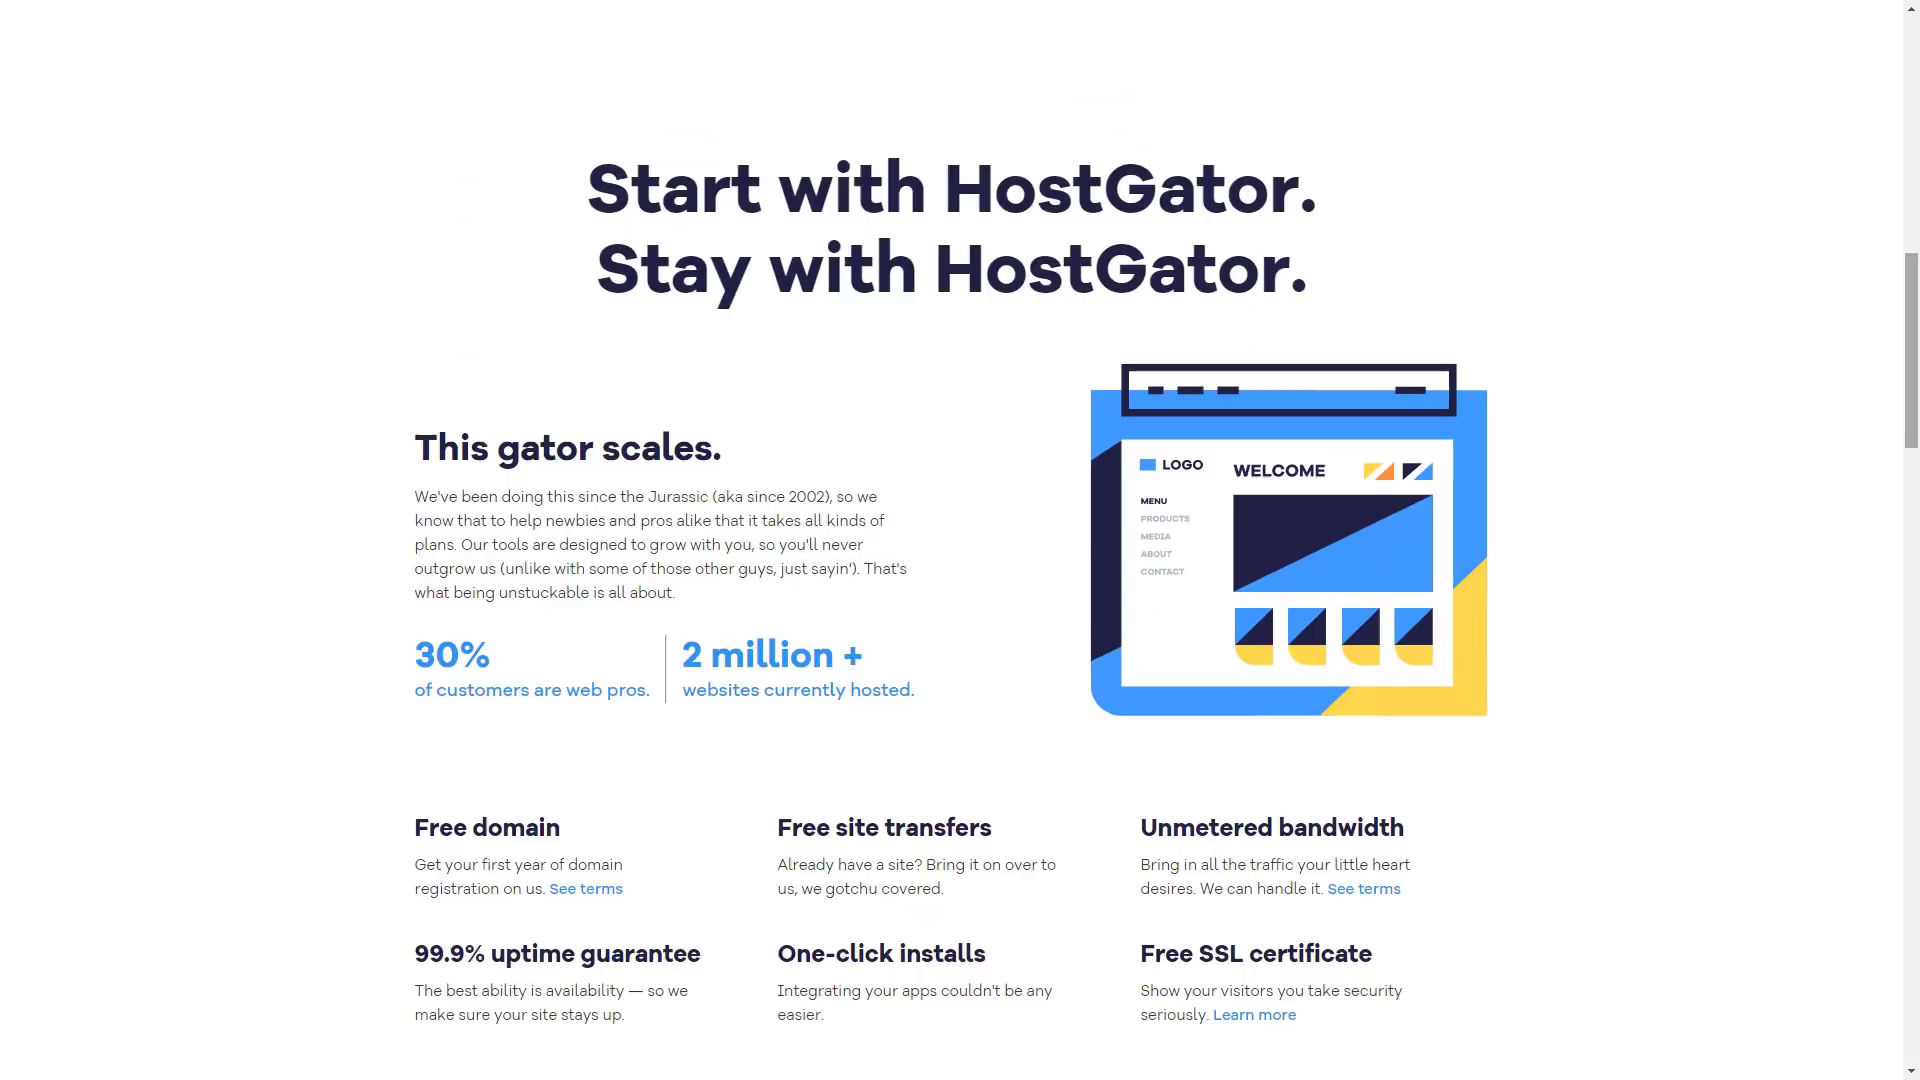 Start with HostGator.
Stay with HostGator.
This gator scales.
We've been doing this since the Jurassic (aka since 2002), so we
know that to help newbies and pros alike that it takes all kinds of
plans. Our tools are designed to grow with you, so you'll never
outgrow us (unlike with some of those other guys, just sayin'). That's
what being unstuckable is all about.
30%
of customers are web pros.
2 million +
websites currently hosted.
LOGO
WELCOME
MENU
PRODUCTS
MEDIA
ABOUT
CONTACT
Free domain
Get your first year of domain
registration on us. See terms
Free site transfers
Already have a site? Bring it on over to
us, we gotchu covered.
Unmetered bandwidth
Bring in all the traffic your little heart
desires. We can handle it. See terms
99.9% uptime guarantee
The best ability is availability — so we
make sure your site stays up.
One-click installs
Integrating your apps couldn't be any
easier.
Free SSL certificate
Show your visitors you take security
seriously. Learn more